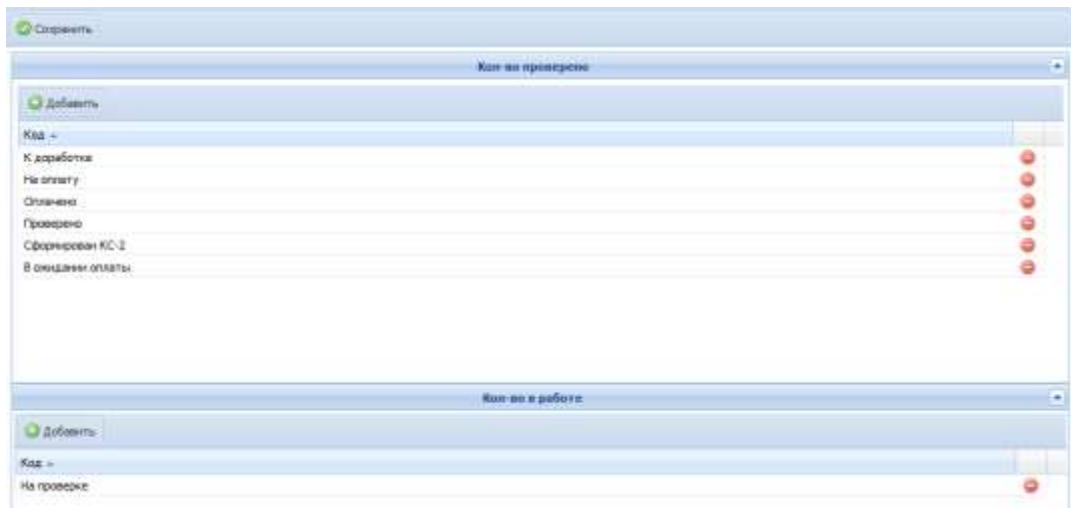 Сохранить
Кол-во проверено
Добавить
Код
К доработке
На оплату
Оплачено
Проверено
Сформирован КС-2
В ожидании оплаты
Кол-во в работе
Добавить
Код
На проверке